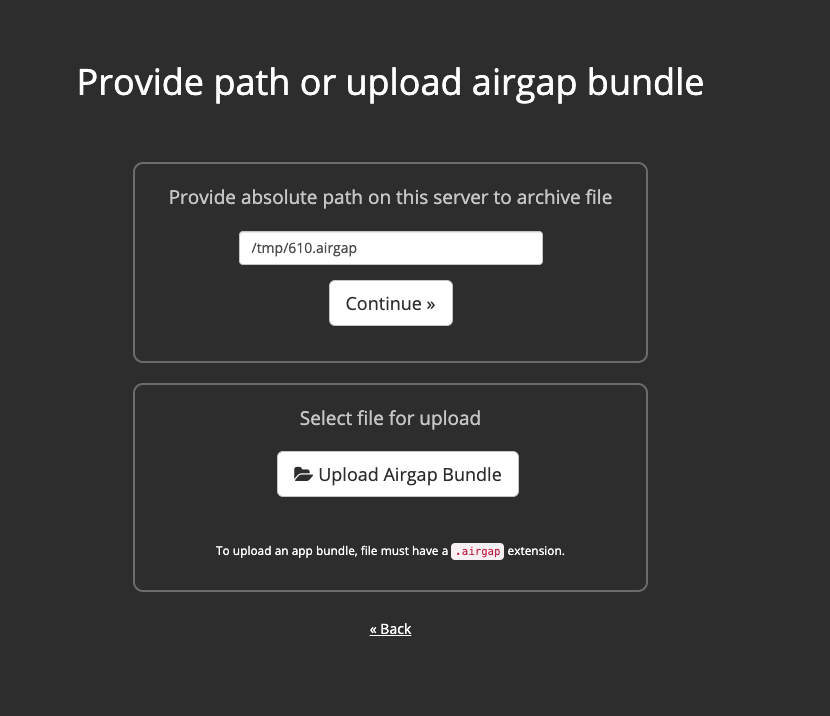 Provide path or upload airgap bundle
Provide absolute path on this server to archive file
/tmp/610.airgap
Continue »
Select file for upload
Upload Airgap Bundle
To upload an app bundle, file must have a .airgap extension.
« Back